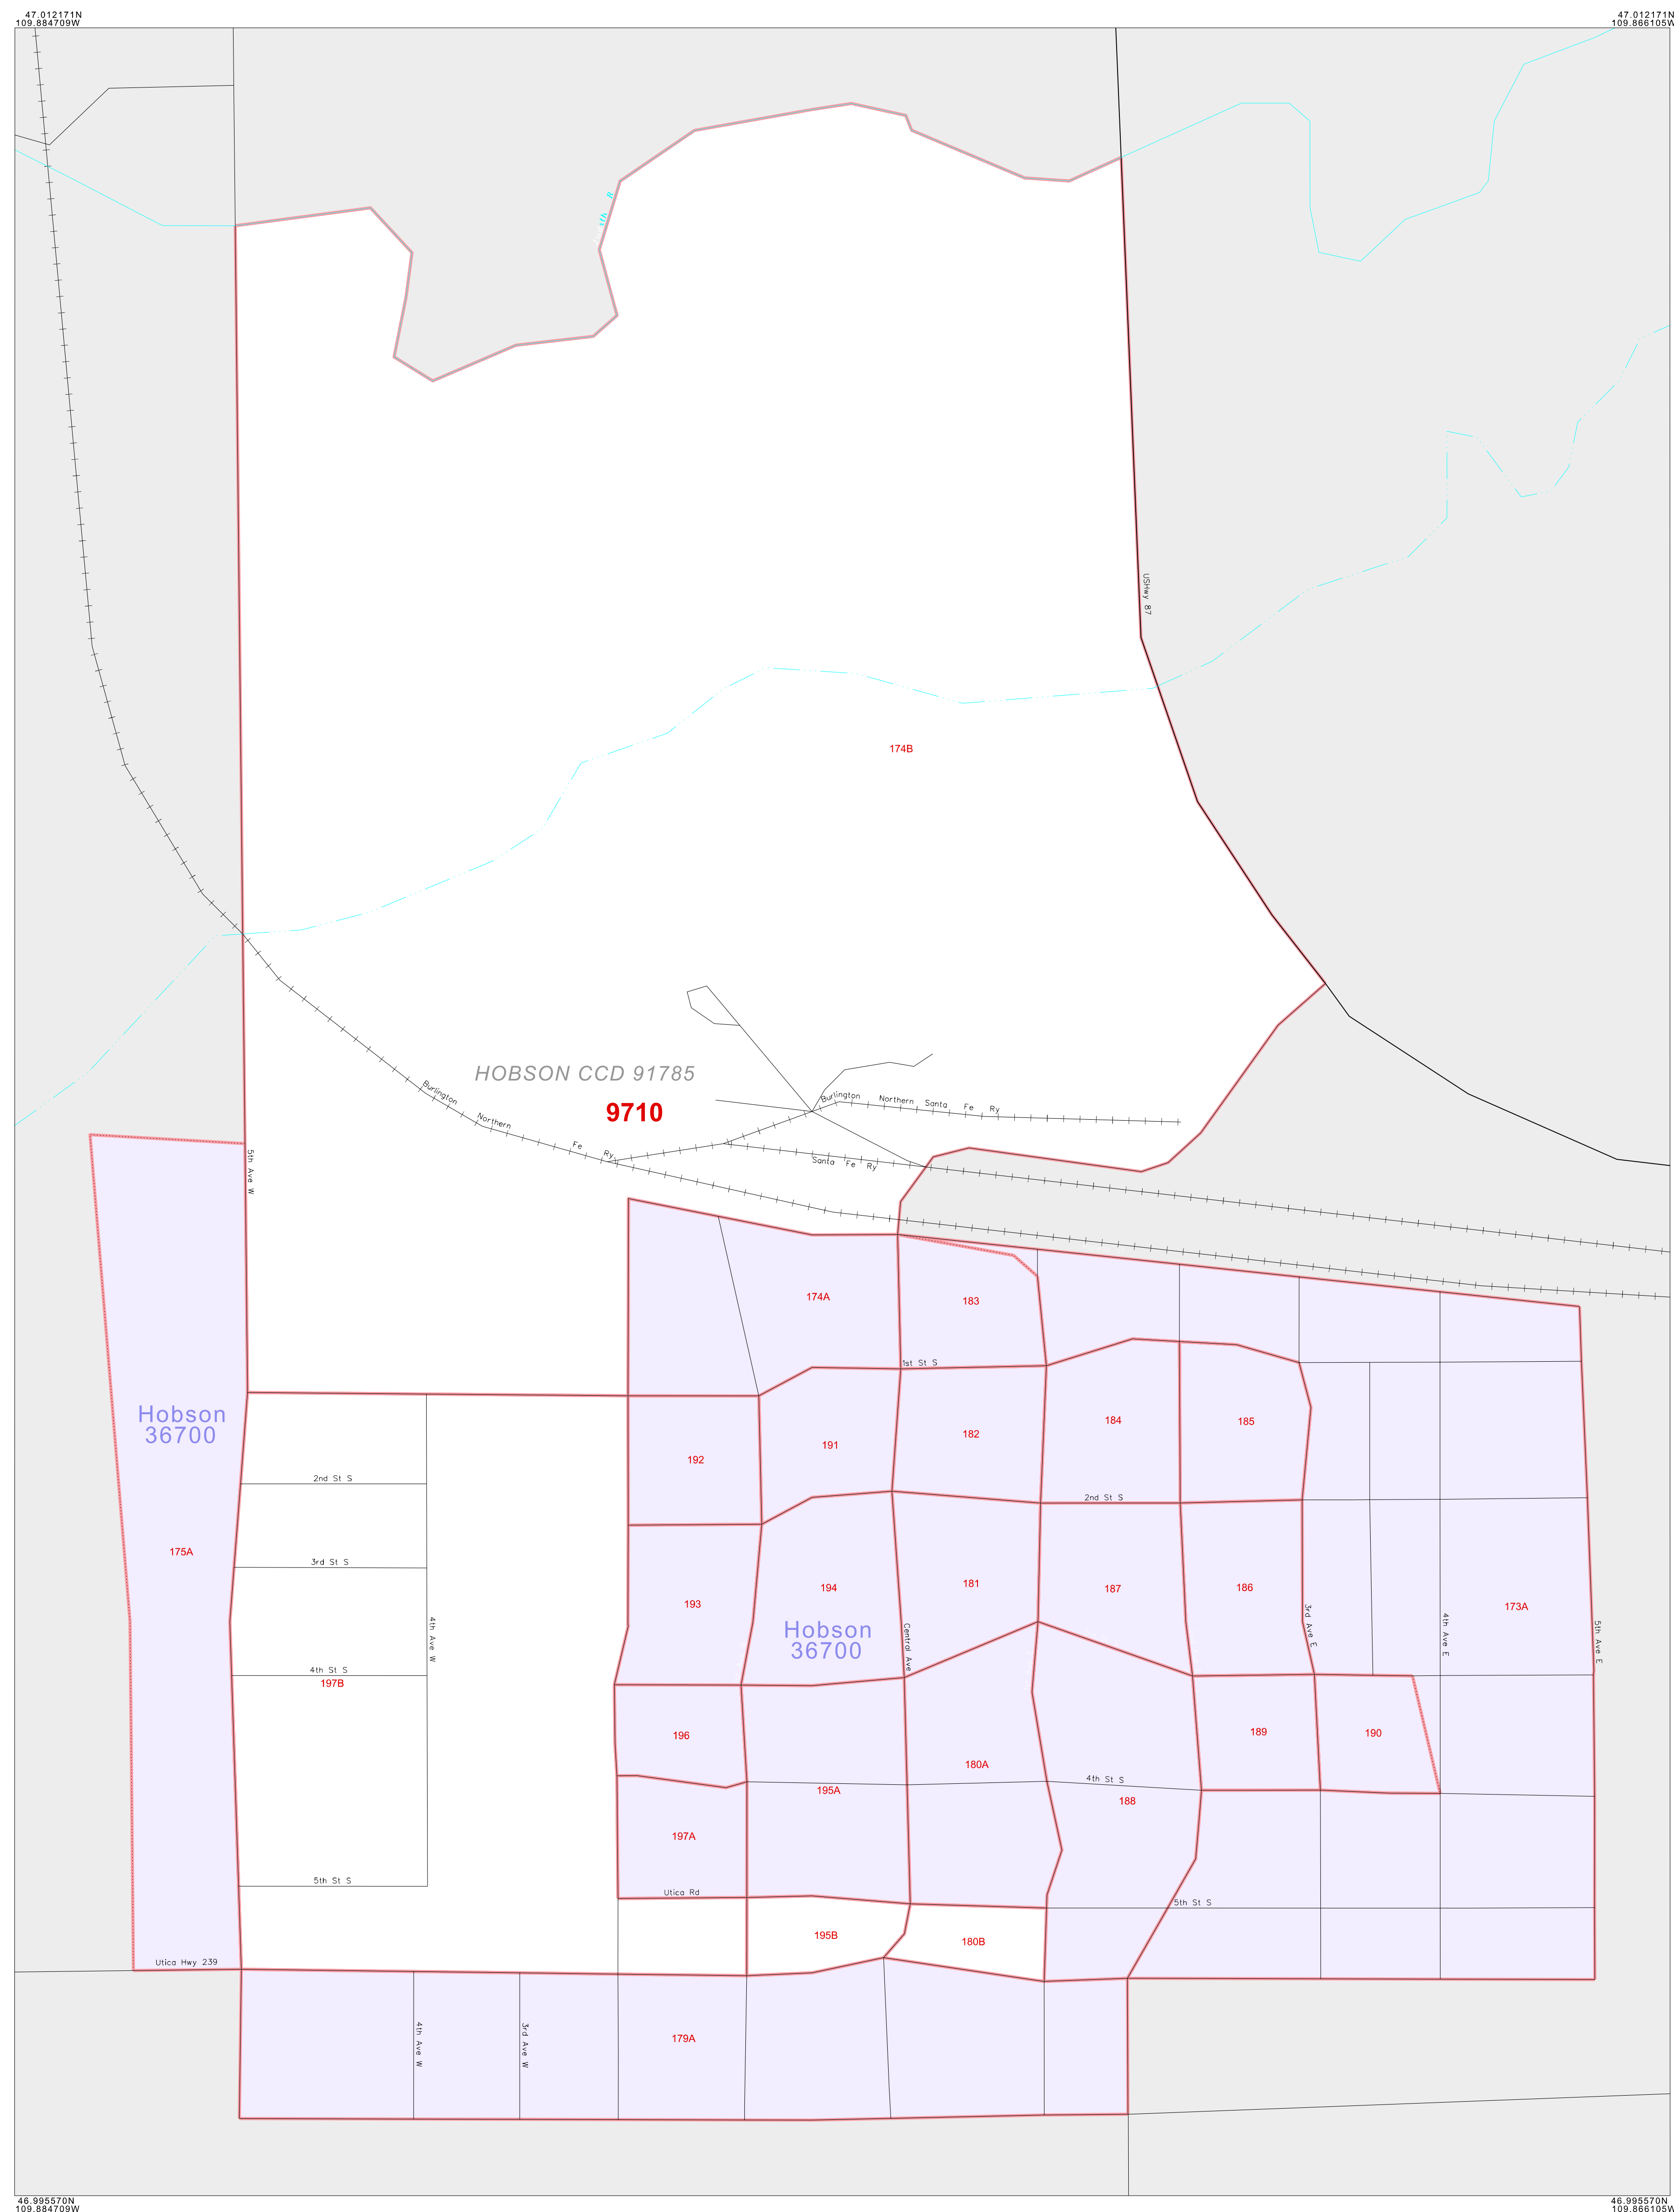 47.012171N
109.884709W
47.012171N
109.866105W
USHwy 87
174B
HOBSON CCD 91785
9710
Burlington
Northern
Fe
Ry
Burlington Northern Santa Fe Ry
Santa Fe Ry
5th Ave W
174A
183
1st St S
Hobson
36700
184
185
182
191
192
2nd St S
2nd St S
175A
3rd St S
181
187
186
194
193
173A
Hobson
36700
4th Ave W
Central Ave
3rd Ave E
4th Ave E
5th Ave E
4th St S
197B
196
189
190
180A
4th St S
195A
188
197A
5th St S
Utica Rd
5th St S
195B
180B
Utica Hwy 239
4th Ave W
3rd Ave W
179A
46.995570N
109.884709W
46.995570N
109.866105W